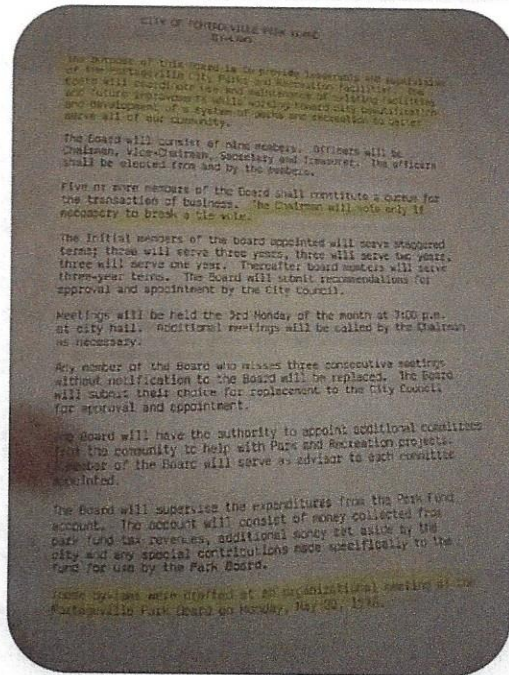 CITY OF PORTAGEVILLE PARK BOARD
BY-LAWS
The purpose of this Board is to provide leadership and supervision
of the Portageville City Parks and Recreation Facilities. The
Board will coordinate use and maintenance of existing facilities
and future improvements while working toward city beautification
and development of a system of parks and recreation to better
serve all of our community.
The Board will consist of nine members. Officers will be
Chairman, Vice-Chairman, Secretary and Treasurer. The officers
shall be elected from and by the members.
Five or more members of the Board shall constitute a for
the transaction of business. The Chairman will vote only if
necessary to break a tie vote.
The Initial members of the board appointed will serve staggered
terms; three will serve three years, three will serve two years,
three will serve one year. Thereafter board members will serve
three-year terms. The Board will submit recommendations for
approval and appointment by the City Council.
Meetings will be held the 3rd Monday of the month at p.m.
at city hall. Additional meetings will be called by the Chairman
as necessary.
Any member of the Board who misses three consecutive meetings
without notification to the Board will be replaced. The Board
will submit their choice for replacement to the City Council
for approval and appointment.
The Board will have the authority to appoint additional committees
from the community to help with Park and Recreation projects.
member of the Board will serve as advisor to each committee
appointed.
The Board will supervise the expenditures from the Park Fund
account. The account will consist of money collected from
park fund tax revenues, additional money set aside by the
city and any special contributions made specifically to the
fund for use by the Park Board.
These by-laws were drafted at an organizational meeting of the
Portageville Park Board on Monday, May